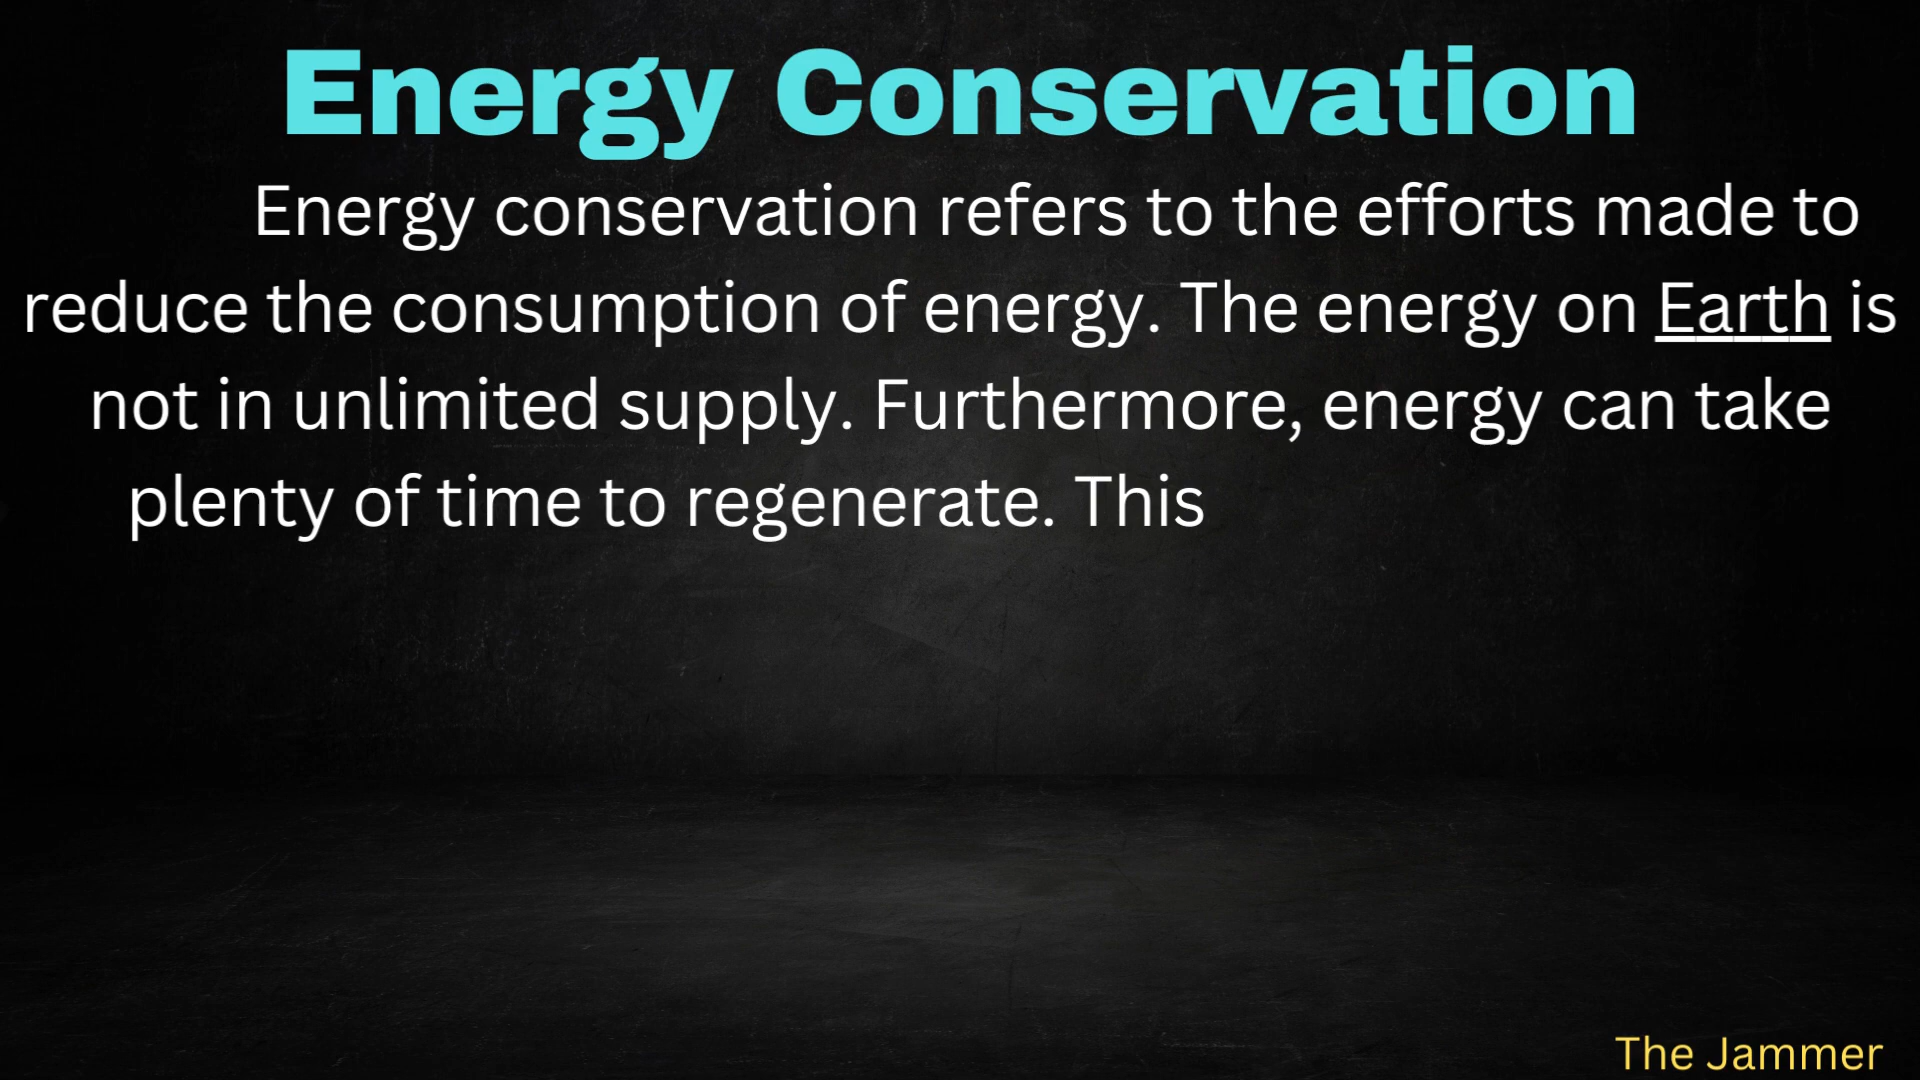 Energy Conservation
Energy conservation refers to the efforts made to
reduce the consumption of energy. The energy on Earth is
not in unlimited supply. Furthermore, energy can take
plenty of time to regenerate. This
The Jammer